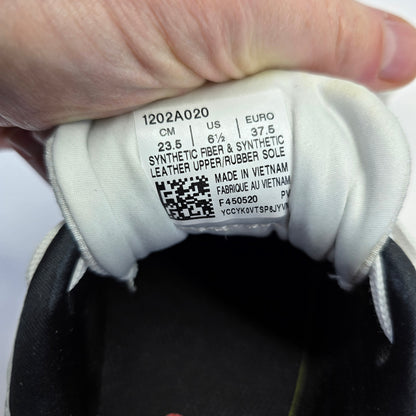 1202A020
CM | US | EURO
23.5 | 6½ | 37.5
SYNTHETIC FIBER & SYNTHETIC
LEATHER UPPER/RUBBER SOLE
MADE IN VIETNAM
FABRIQUE AU VIETNAM
F450520